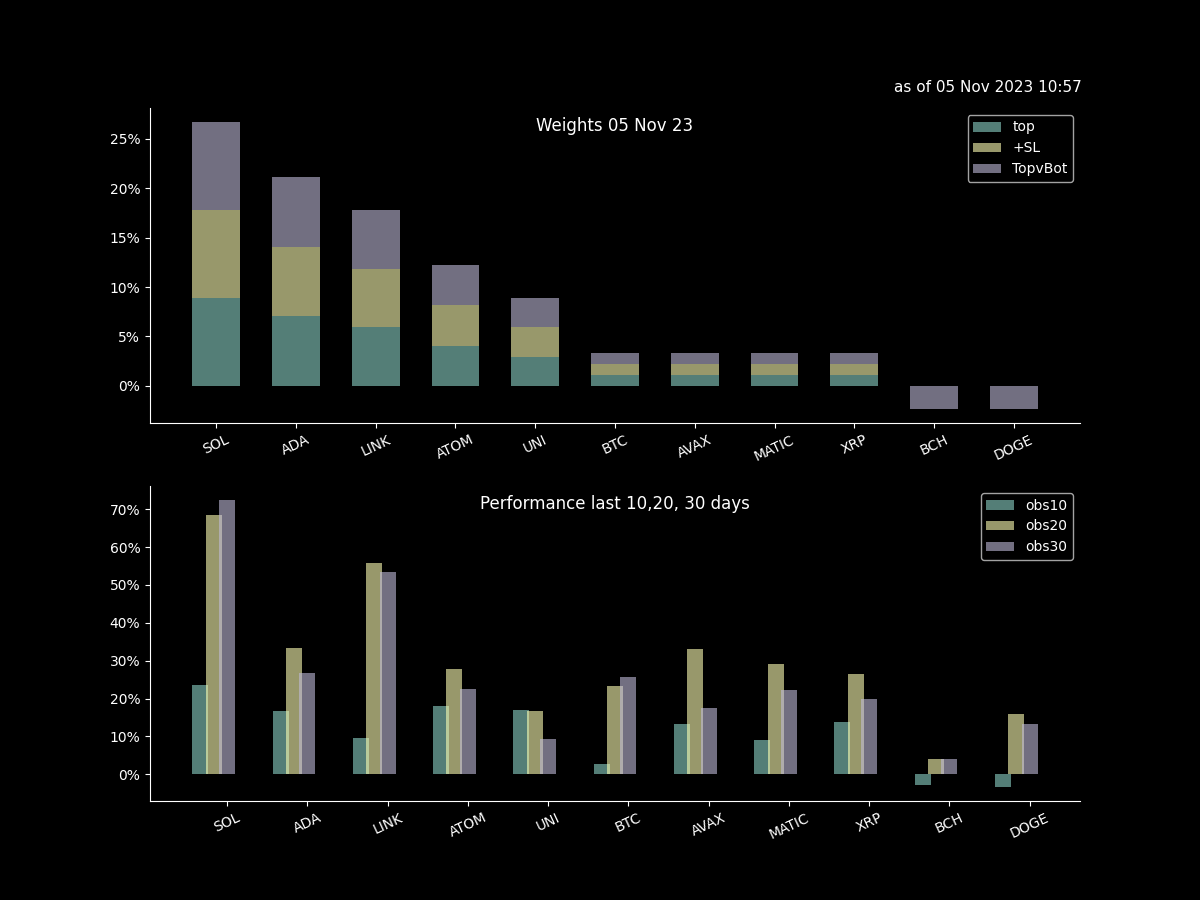 as of 05 Nov 2023 10:57
Weights 05 Nov 23
top
+SL
TopvBot
25%
20%
15%
10%
5%
0%
SOL ADA LINK ATOM UNI BTC AVAX MATIC XRP BCH DOGE
Performance last 10,20, 30 days
obs10
obs20
obs30
70%
60%
50%
40%
30%
20%
10%
0%
SOL ADA LINK ATOM UNI BTC AVAX MATIC XRP BCH DOGE